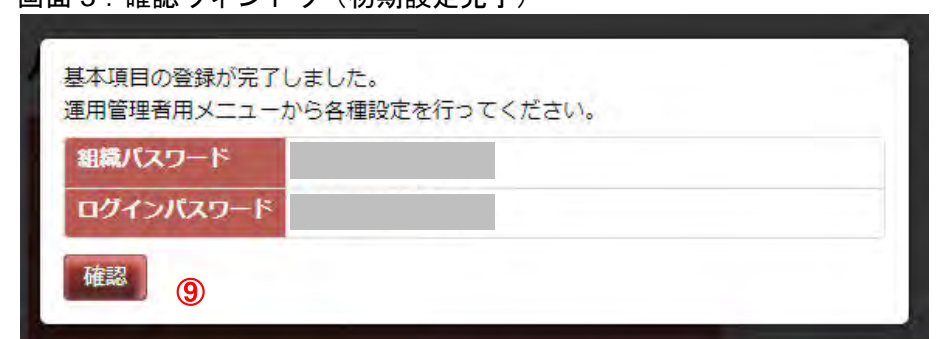 画面5：確認ウィンドウ（初期設定完了）
基本項目の登録が完了しました。
運用管理者用メニューから各種設定を行ってください。
組織パスワード
ログインパスワード
確認
⑨